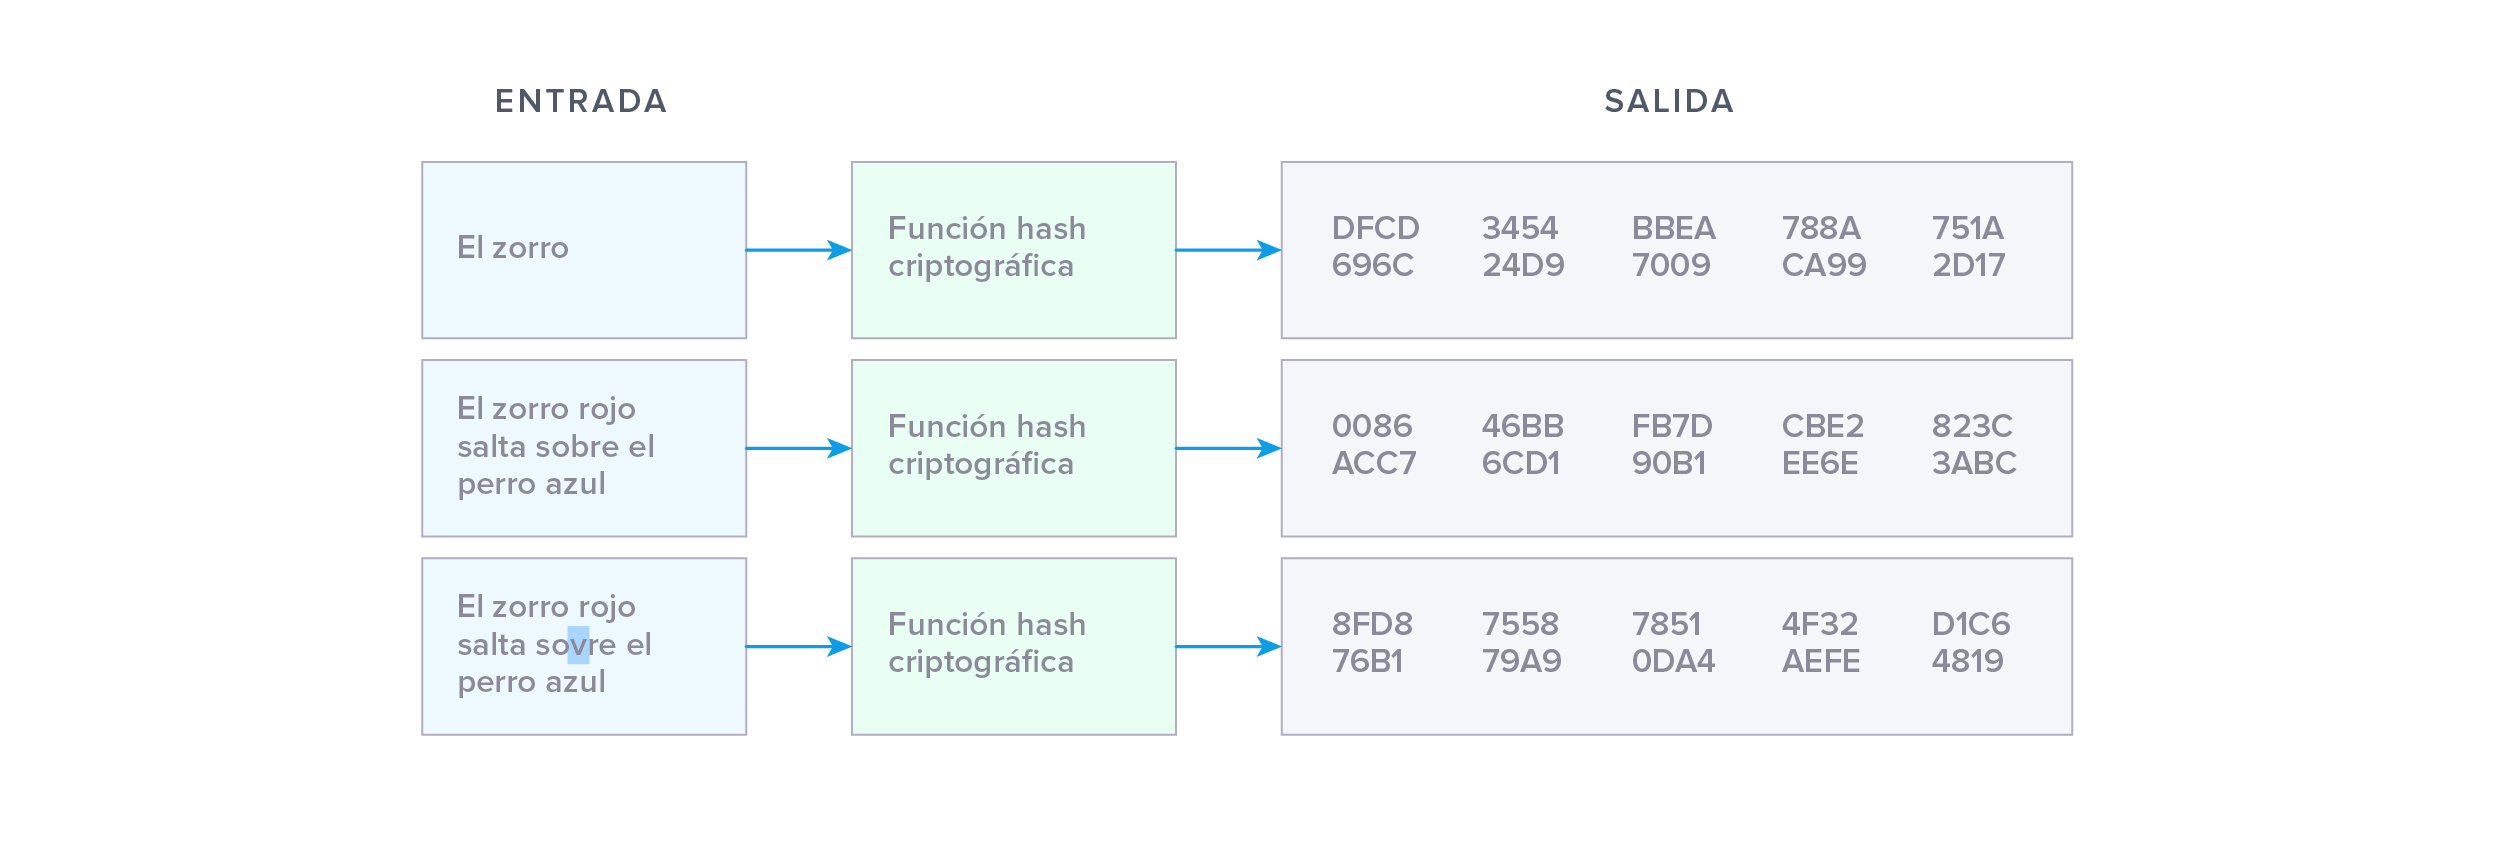 ENTRADA SALIDA
El zorro
Función hash
criptográfica
DFCD 3454 BBEA 788A 751A
696C 24D9 7009 CA99 2D17
El zorro rojo
salta sobre el
perro azul
Función hash
criptográfica
0086 46BB FB7D CBE2 823C
ACC7 6CD1 90B1 EE6E 3ABC
El zorro rojo
salta sovre el
perro azul
Función hash
criptográfica
8FD8 7558 7851 4F32 D1C6
76B1 79A9 0DA4 AEFE 4819